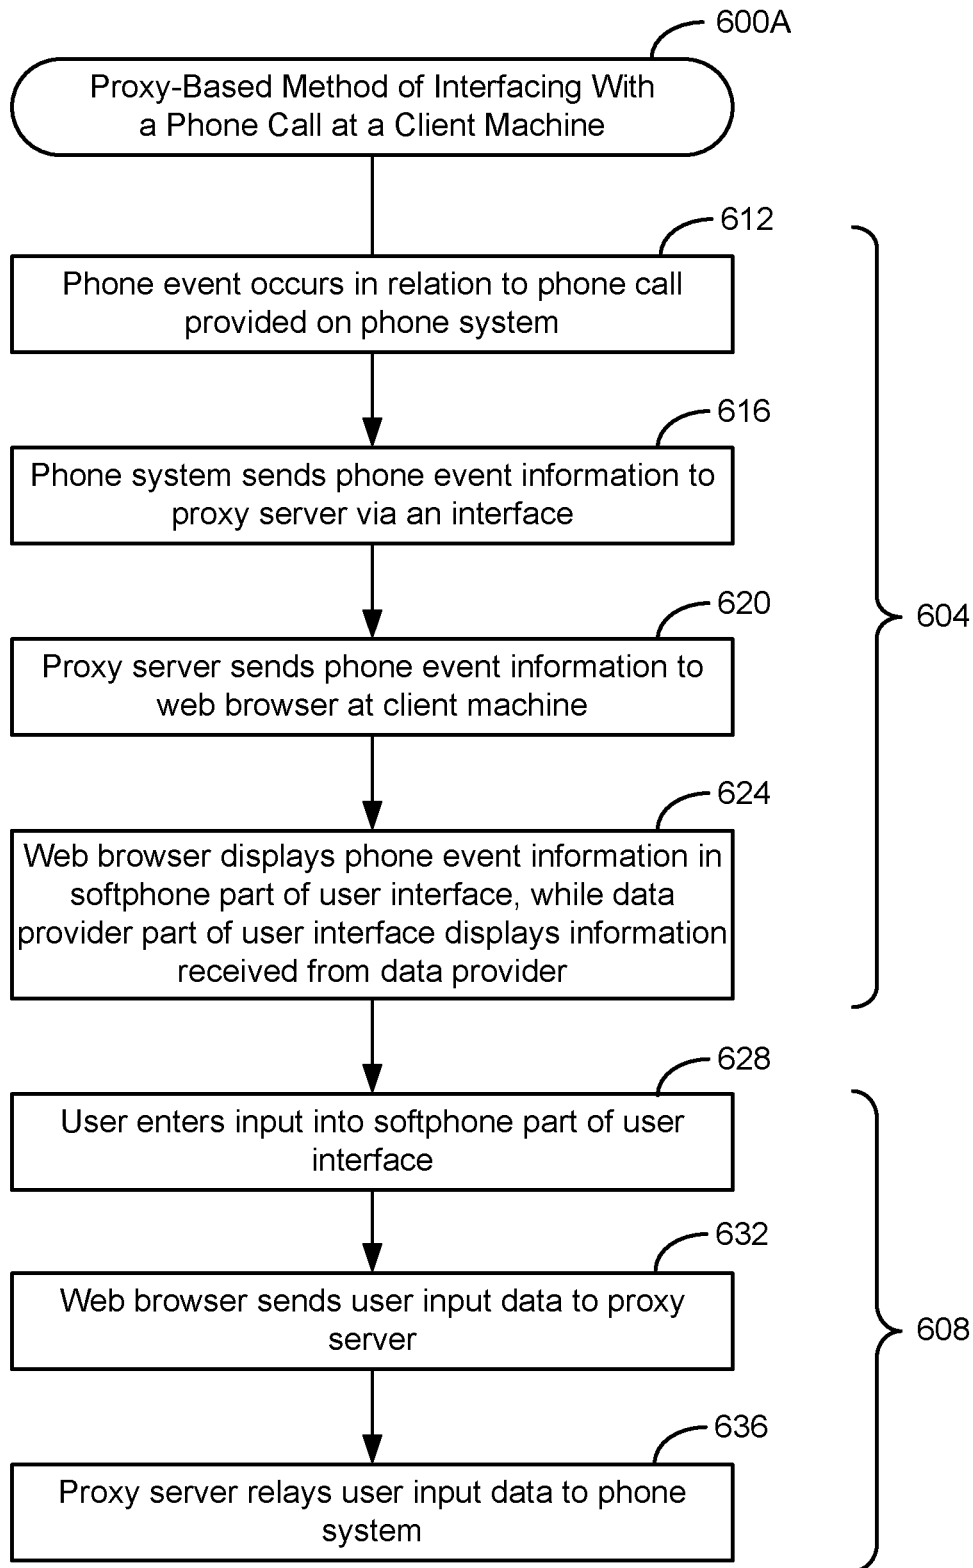 600A
Proxy-Based Method of Interfacing With
a Phone Call at a Client Machine
612
Phone event occurs in relation to phone call
provided on phone system
616
Phone system sends phone event information to
proxy server via an interface
620
604
Proxy server sends phone event information to
web browser at client machine
624
Web browser displays phone event information in
softphone part of user interface, while data
provider part of user interface displays information
received from data provider
628
User enters input into softphone part of user
interface
632
Web browser sends user input data to proxy
server
608
636
Proxy server relays user input data to phone
system